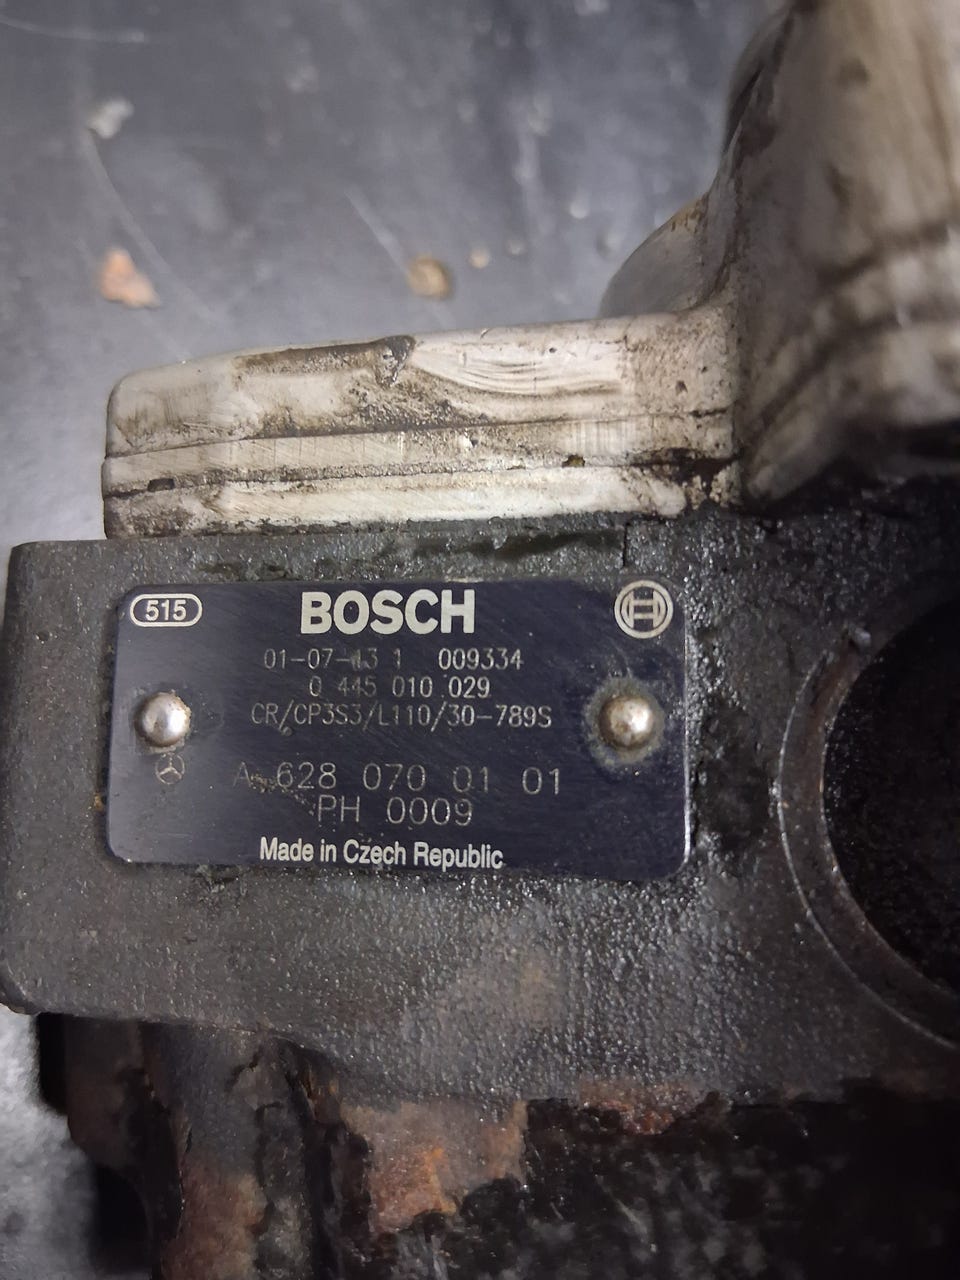 515
BOSCH
01-07-13 1 009334
0 445 010 029
CR/CP3S3/L110/30-789S
A 628 070 01 01
PH 0009
Made in Czech Republic